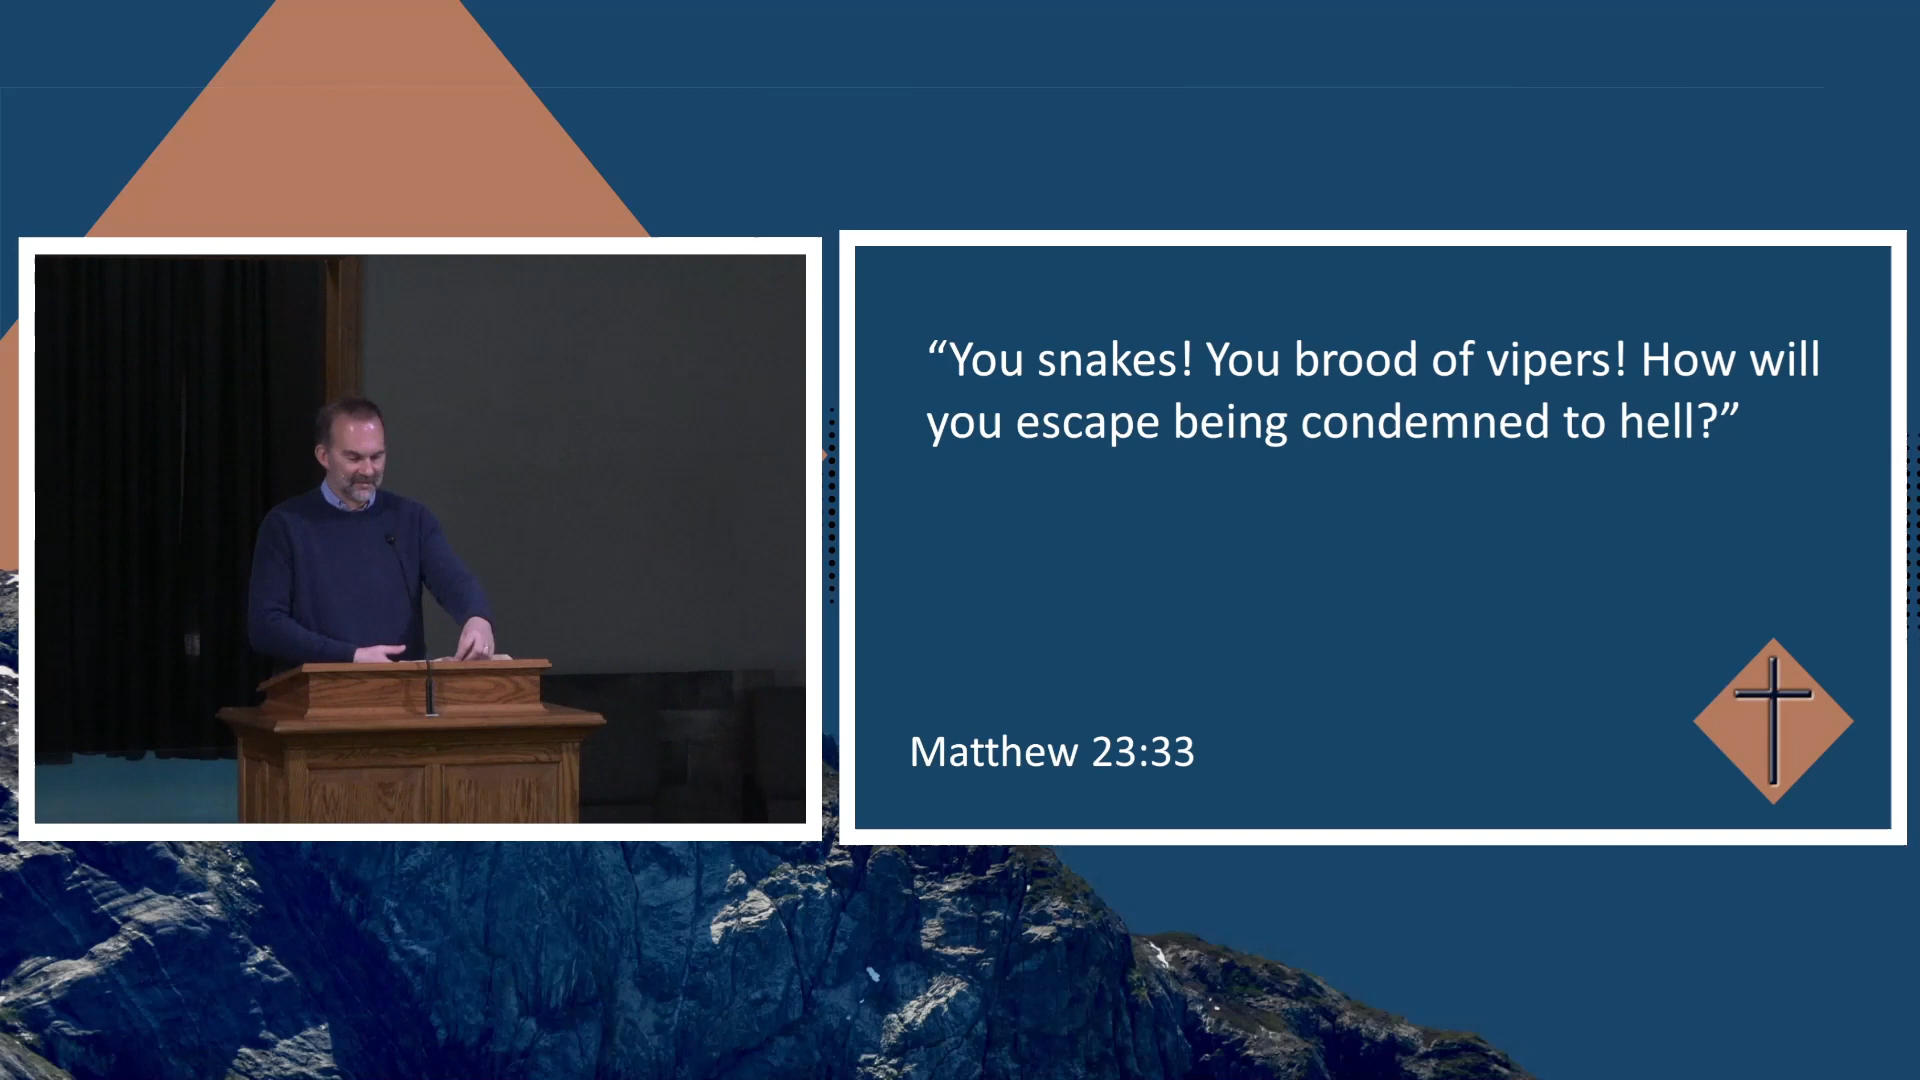 “You snakes! You brood of vipers! How will
you escape being condemned to hell?”
Matthew 23:33